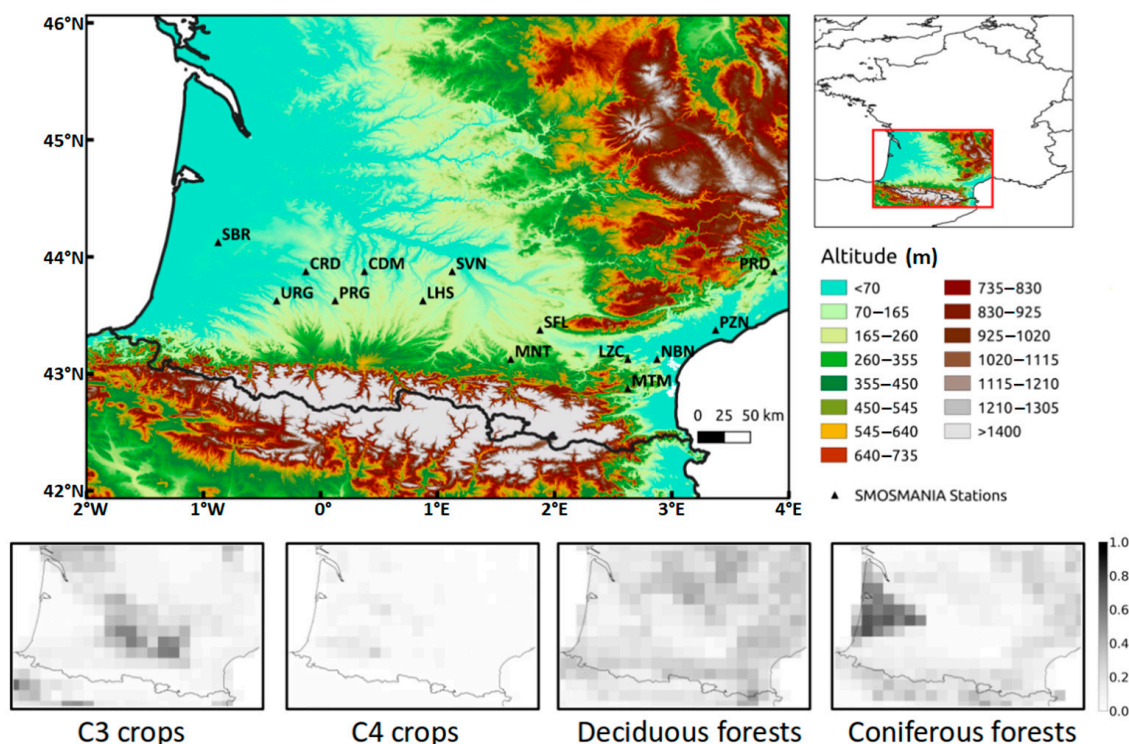 46°N
45°N
44°N
43°N
42°N
2°W
1°W
0°
1°E
2°E
3°E
4°E
SBR
CRD
CDM
SVN
PRD
URG
PRG
LHS
SFL
PZN
MNT
LZC
NBN
MTM
0 25 50 km
Altitude (m)
<70
70–165
165–260
260–355
355–450
450–545
545–640
640–735
735–830
830–925
925–1020
1020–1115
1115–1210
1210–1305
>1400
SMOSMANIA Stations
C3 crops
C4 crops
Deciduous forests
Coniferous forests
1.0
0.8
0.6
0.4
0.2
0.0